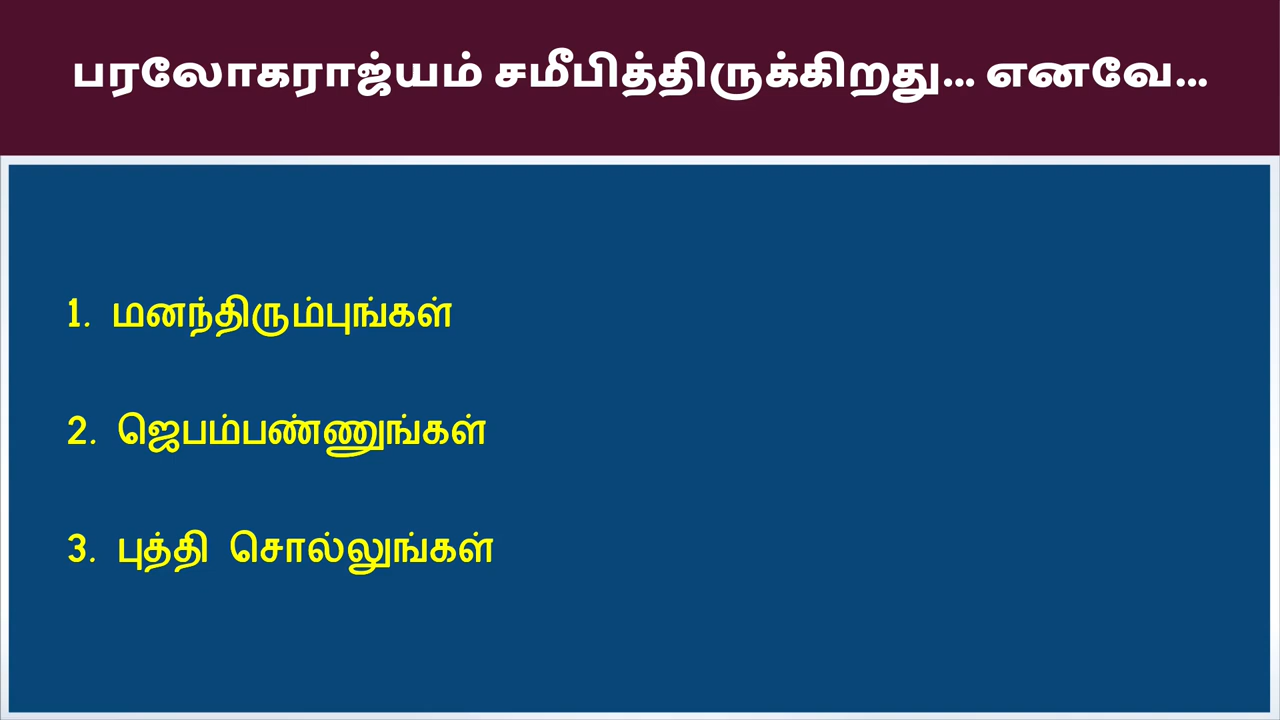 பரலோகராஜ்யம் சமீபித்திருக்கிறது... எனவே...
1. மனந்திரும்புங்கள்
2. ஜெபம்பண்ணுங்கள்
3. புத்தி சொல்லுங்கள்